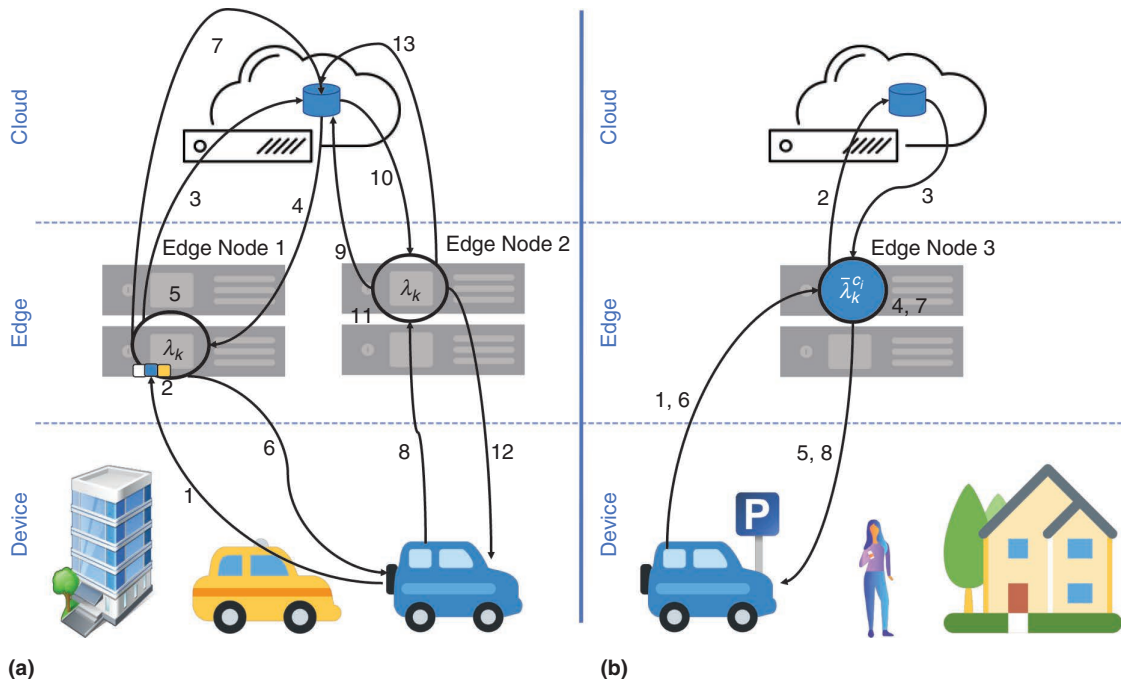 7
13
Cloud
Cloud
3
4
10
2
3
Edge Node 1
9
Edge Node 2
Edge Node 3
5
λk
11
λ̄k^ci
4, 7
Edge
λk
2
Edge
1, 6
6
8
12
5, 8
1
P
Device
Device
(a)
(b)